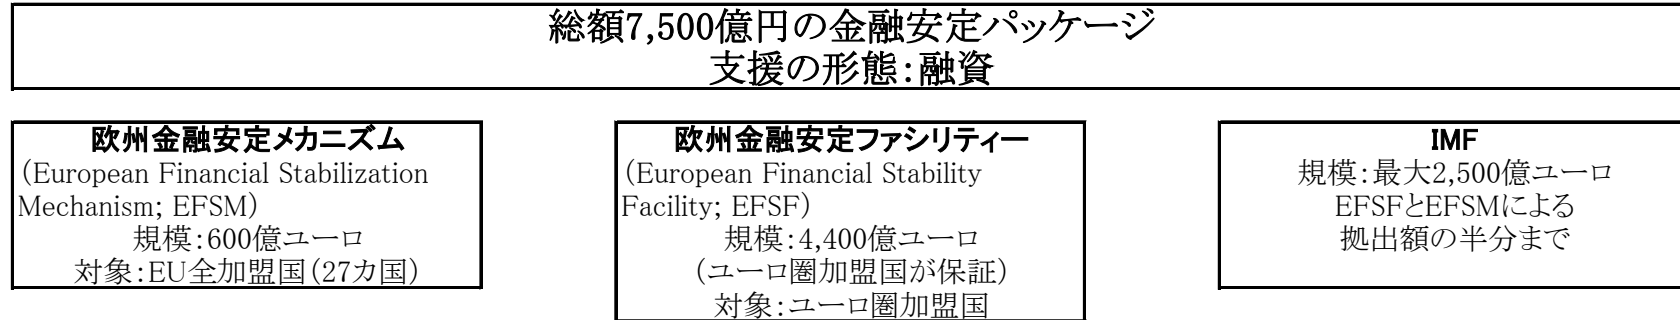 総額7,500億円の金融安定パッケージ
支援の形態:融資
欧州金融安定メカニズム
(European Financial Stabilization
Mechanism; EFSM)
規模:600億ユーロ
対象:EU全加盟国(27カ国)
欧州金融安定ファシリティー
(European Financial Stability
Facility; EFSF)
規模:4,400億ユーロ
(ユーロ圏加盟国が保証)
対象:ユーロ圏加盟国
IMF
規模:最大2,500億ユーロ
EFSFとEFSMによる
拠出額の半分まで